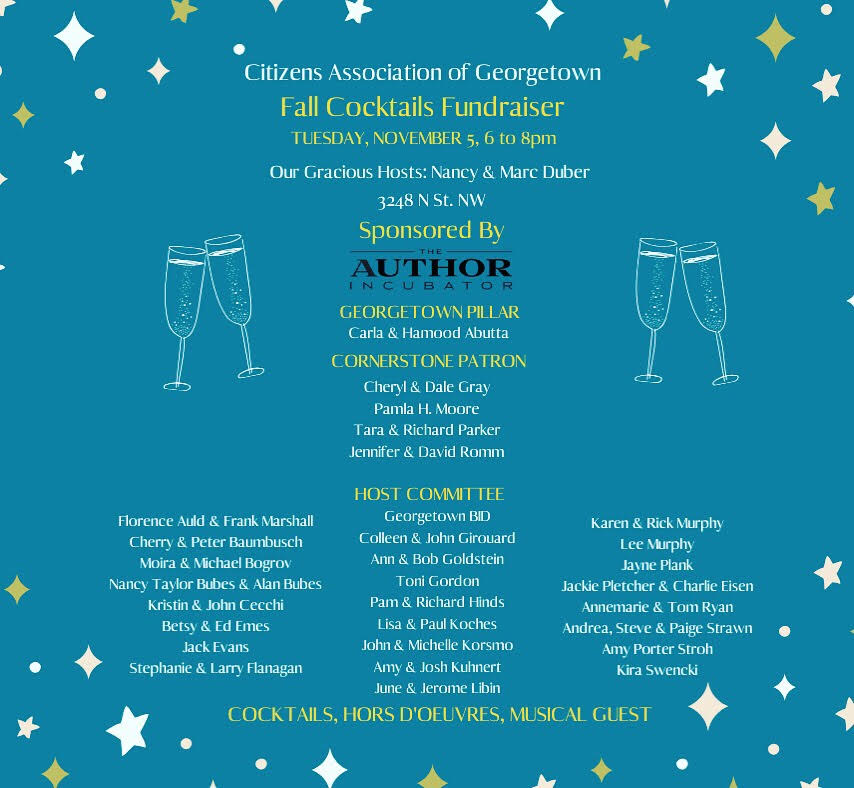 Citizens Association of Georgetown
Fall Cocktails Fundraiser
TUESDAY, NOVEMBER 5, 6 to 8pm
Our Gracious Hosts: Nancy & Marc Duber
3248 N St. NW
Sponsored By
THE
AUTHOR
INCUBATOR
GEORGETOWN PILLAR
Carla & Hamood Abutta
CORNERSTONE PATRON
Cheryl & Dale Gray
Pamla H. Moore
Tara & Richard Parker
Jennifer & David Romm
HOST COMMITTEE
Florence Auld & Frank Marshall
Cherry & Peter Baumbusch
Moira & Michael Bogrov
Nancy Taylor Bubes & Alan Bubes
Kristin & John Cecchi
Betsy & Ed Emes
Jack Evans
Stephanie & Larry Flanagan
Georgetown BID
Colleen & John Girouard
Ann & Bob Goldstein
Toni Gordon
Pam & Richard Hinds
Lisa & Paul Koches
John & Michelle Korsmo
Amy & Josh Kuhnert
June & Jerome Libin
Karen & Rick Murphy
Lee Murphy
Jayne Plank
Jackie Pletcher & Charlie Eisen
Annemarie & Tom Ryan
Andrea, Steve & Paige Strawn
Amy Porter Stroh
Kira Swencki
COCKTAILS, HORS D'OEUVRES, MUSICAL GUEST